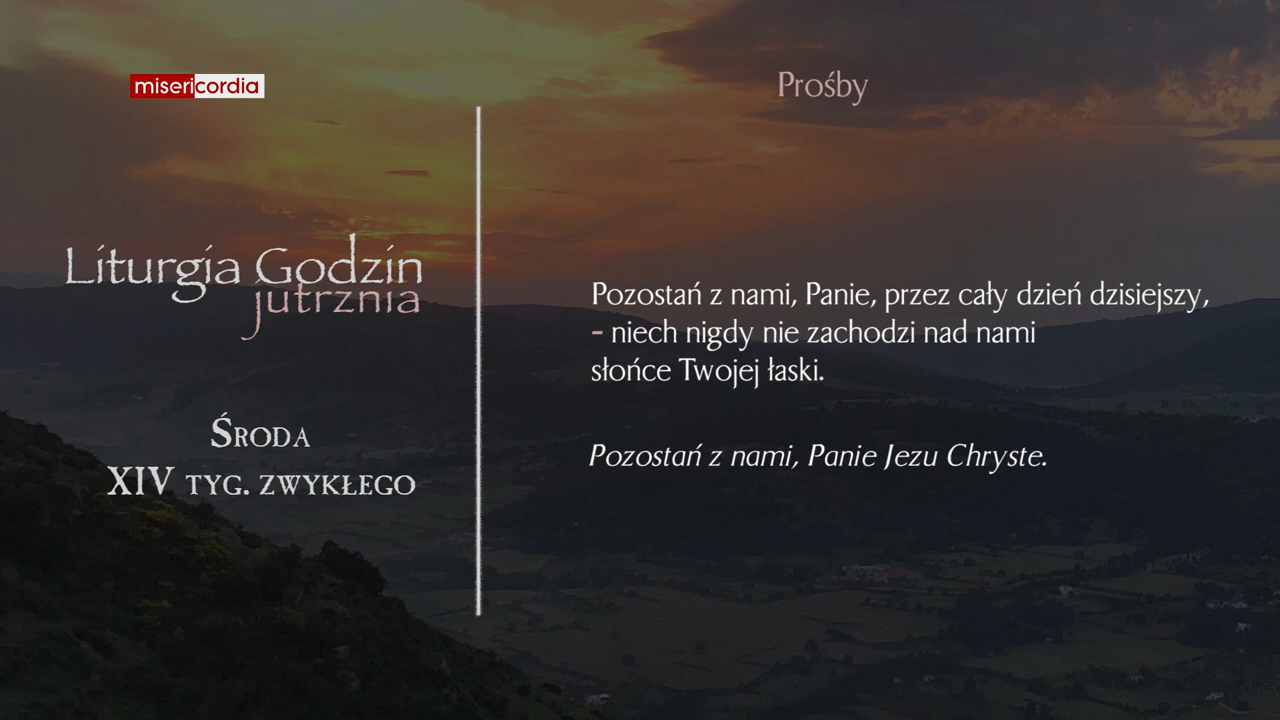 misericordia
Liturgia Godzin
jutrznia
Środa
XIV tyg. zwykłego
Prośby
Pozostań z nami, Panie, przez cały dzień dzisiejszy,
- niech nigdy nie zachodzi nad nami
słońce Twojej łaski.
Pozostań z nami, Panie Jezu Chryste.